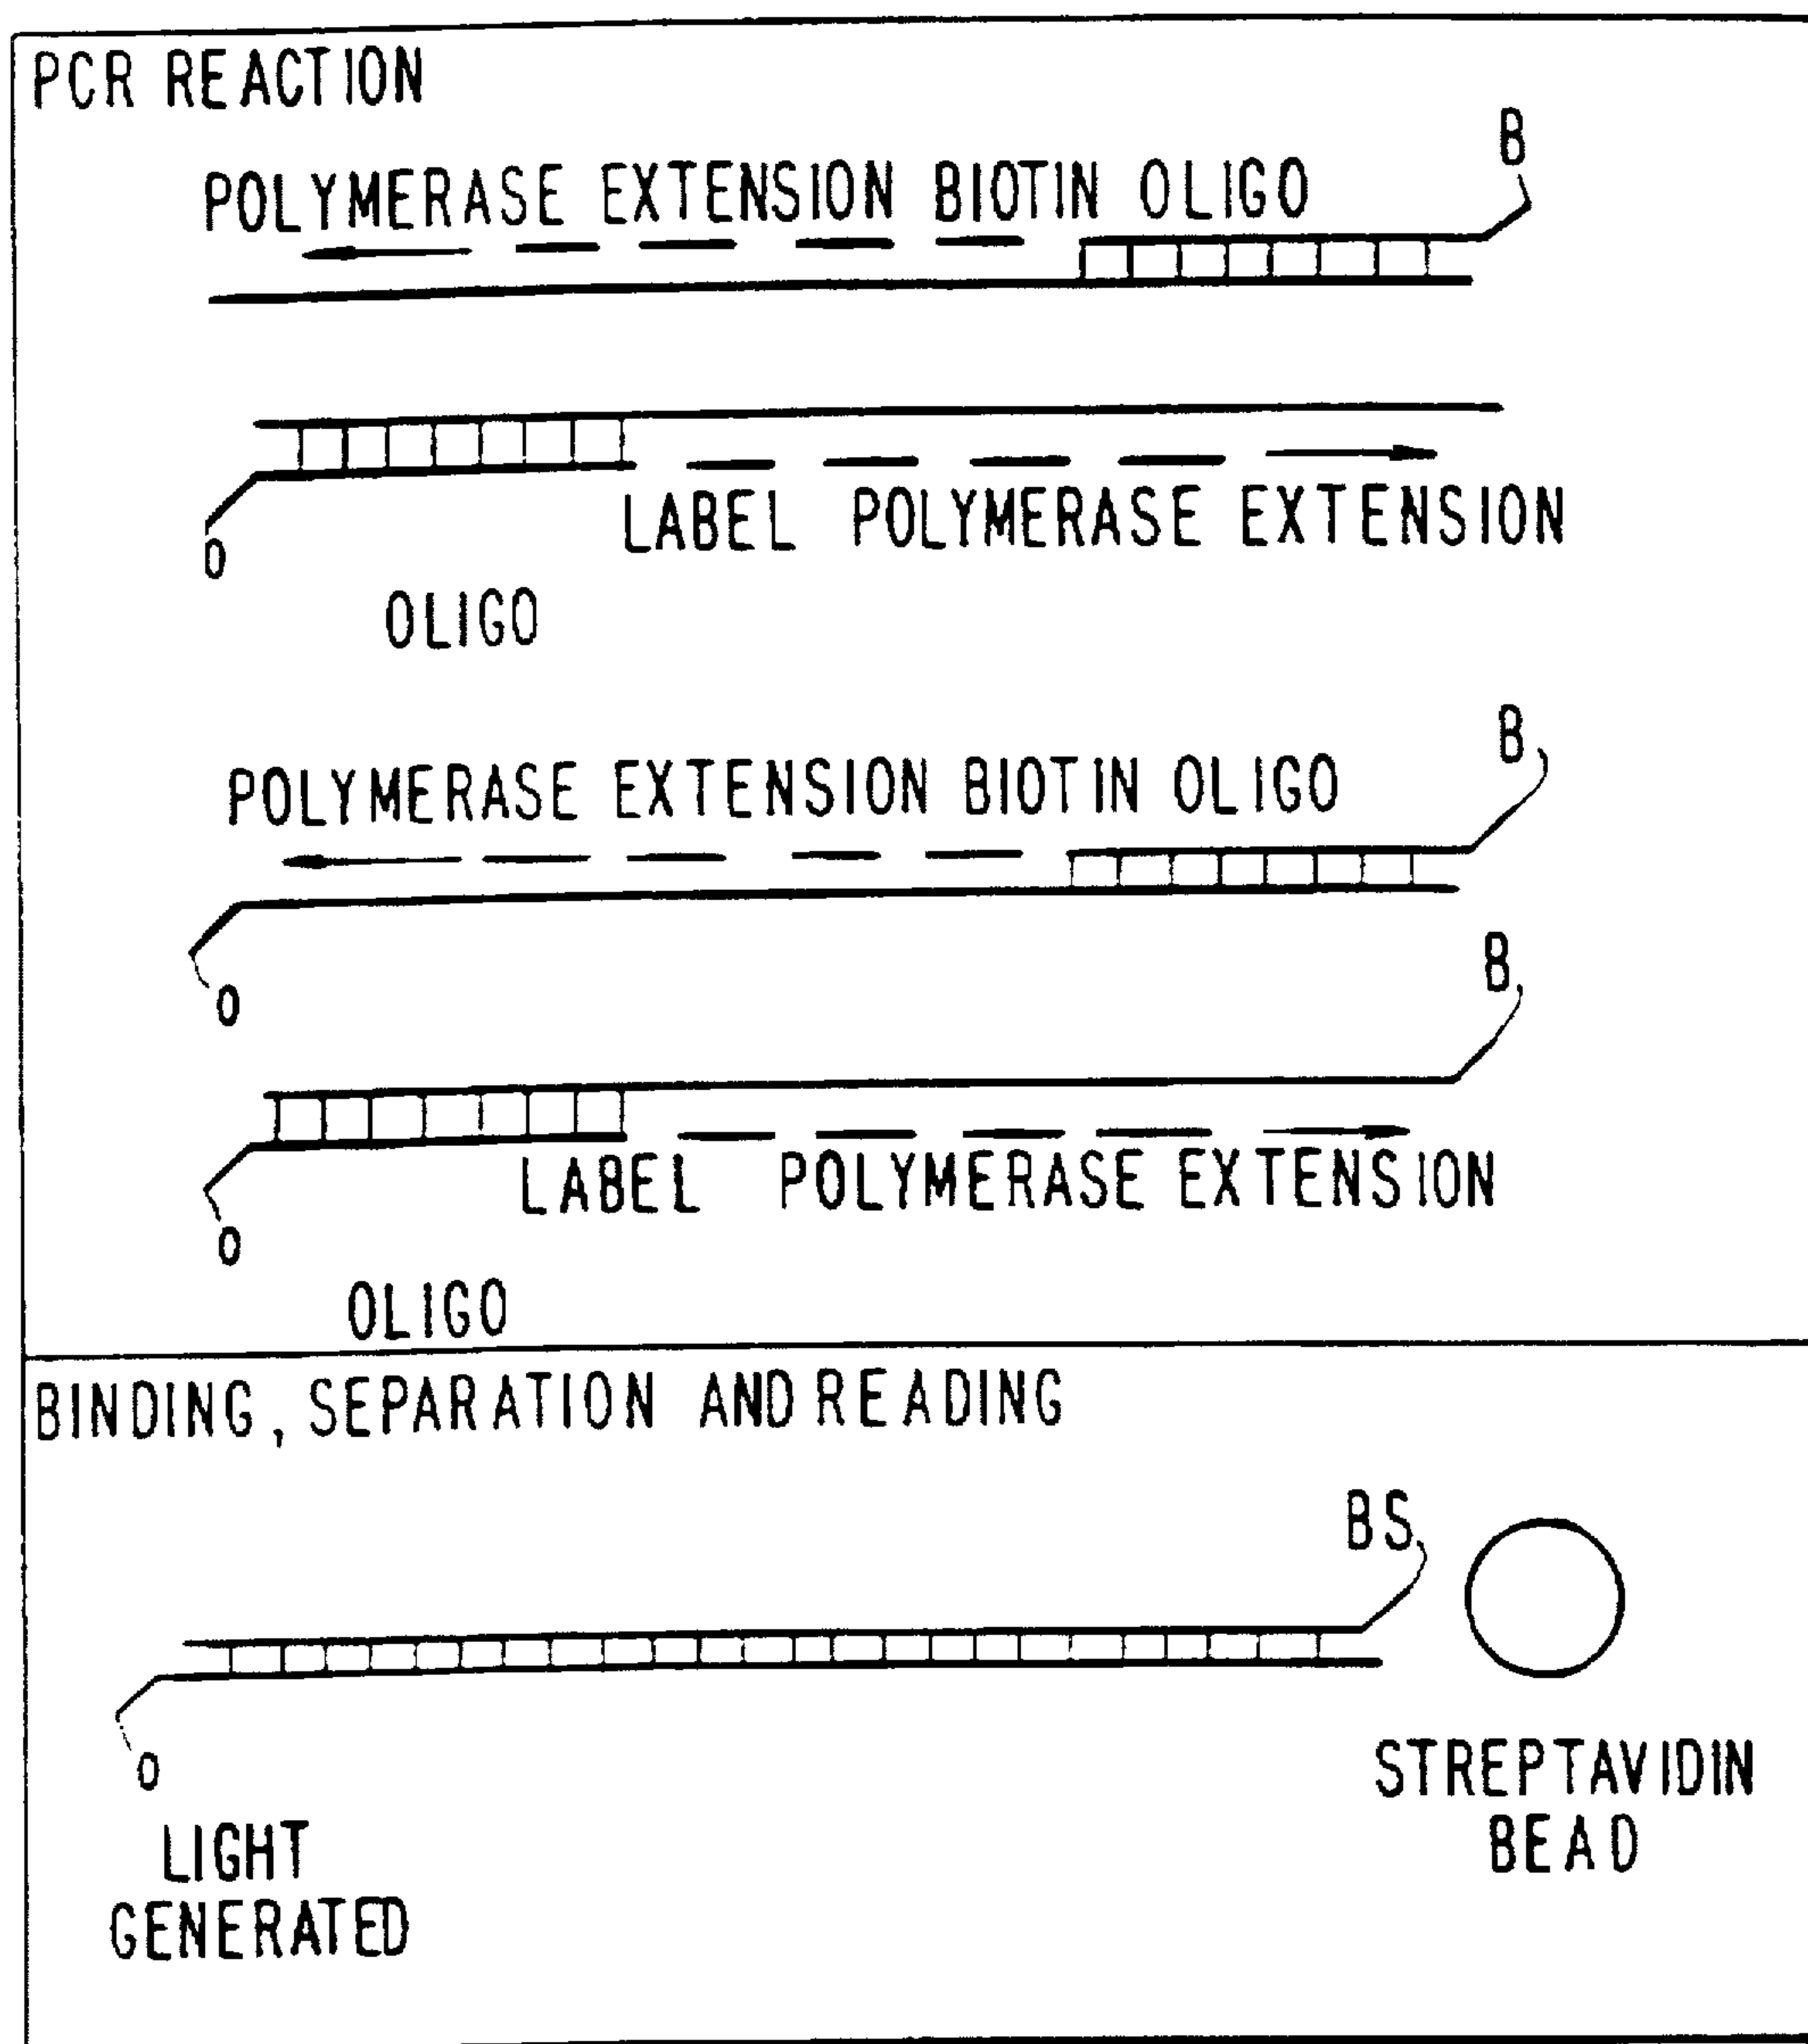 PCR REACTION
B
POLYMERASE EXTENSION BIOTIN OLIGO
LABEL POLYMERASE EXTENSION
O
OLIGO
B
POLYMERASE EXTENSION BIOTIN OLIGO
B
O
LABEL POLYMERASE EXTENSION
O
OLIGO
BINDING, SEPARATION AND READING
BS
O
STREPTAVIDIN
BEAD
LIGHT
GENERATED